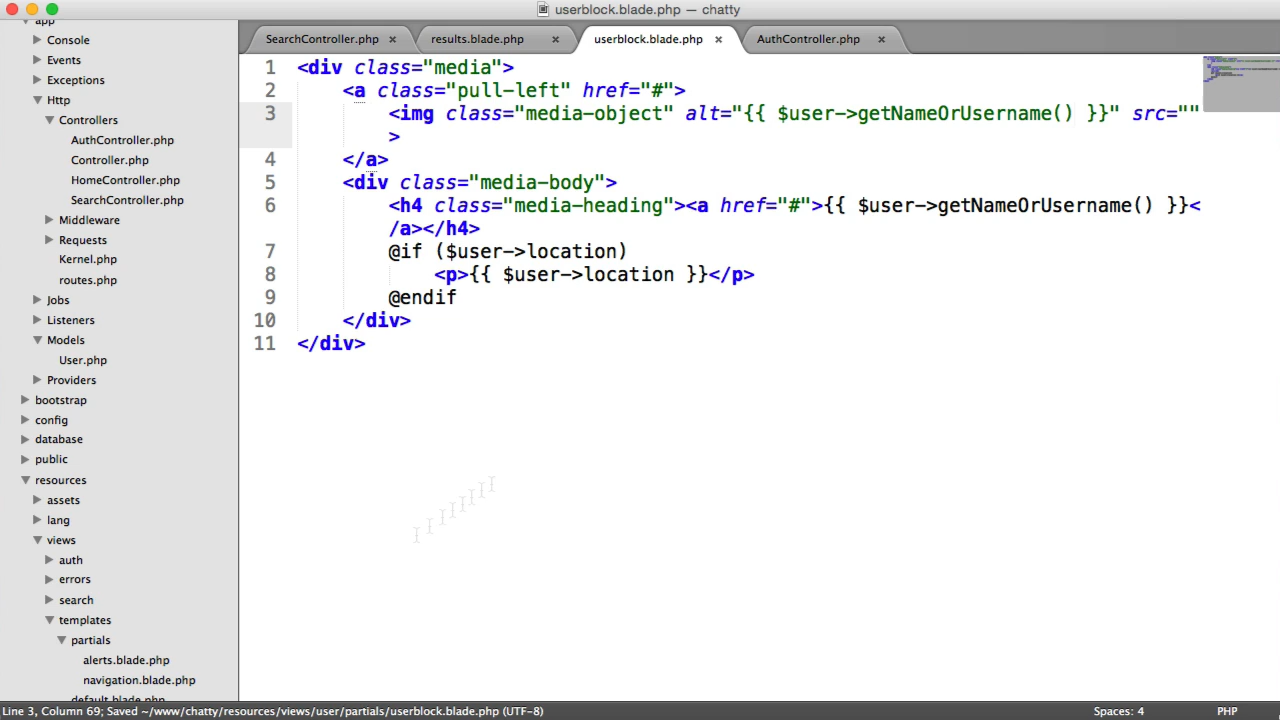 userblock.blade.php — chatty
app
Console
Events
Exceptions
Http
Controllers
AuthController.php
Controller.php
HomeController.php
SearchController.php
Middleware
Requests
Kernel.php
routes.php
Jobs
Listeners
Models
User.php
Providers
bootstrap
config
database
public
resources
assets
lang
views
auth
errors
search
templates
partials
alerts.blade.php
navigation.blade.php
default.blade.php
SearchController.php × results.blade.php × userblock.blade.php × AuthController.php ×
1 <div class="media">
2 <a class="pull-left" href="#">
3 <img class="media-object" alt="{{ $user->getNameOrUsername() }}" src=""
>
4 </a>
5 <div class="media-body">
6 <h4 class="media-heading"><a href="#">{{ $user->getNameOrUsername() }}<
/a></h4>
7 @if ($user->location)
8 <p>{{ $user->location }}</p>
9 @endif
10 </div>
11 </div>
Line 3, Column 69; Saved ~/www/chatty/resources/views/user/partials/userblock.blade.php (UTF-8) Spaces: 4 PHP